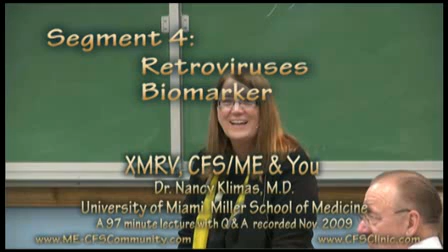 Segment 4:
Retroviruses
Biomarker
XMRV, CFS/ME & You
Dr. Nancy Klimas, M.D.
University of Miami Miller School of Medicine
A 97 minute lecture with Q & A recorded Nov. 2009
www.ME-CFSCommunity.com www.CFSClinic.com